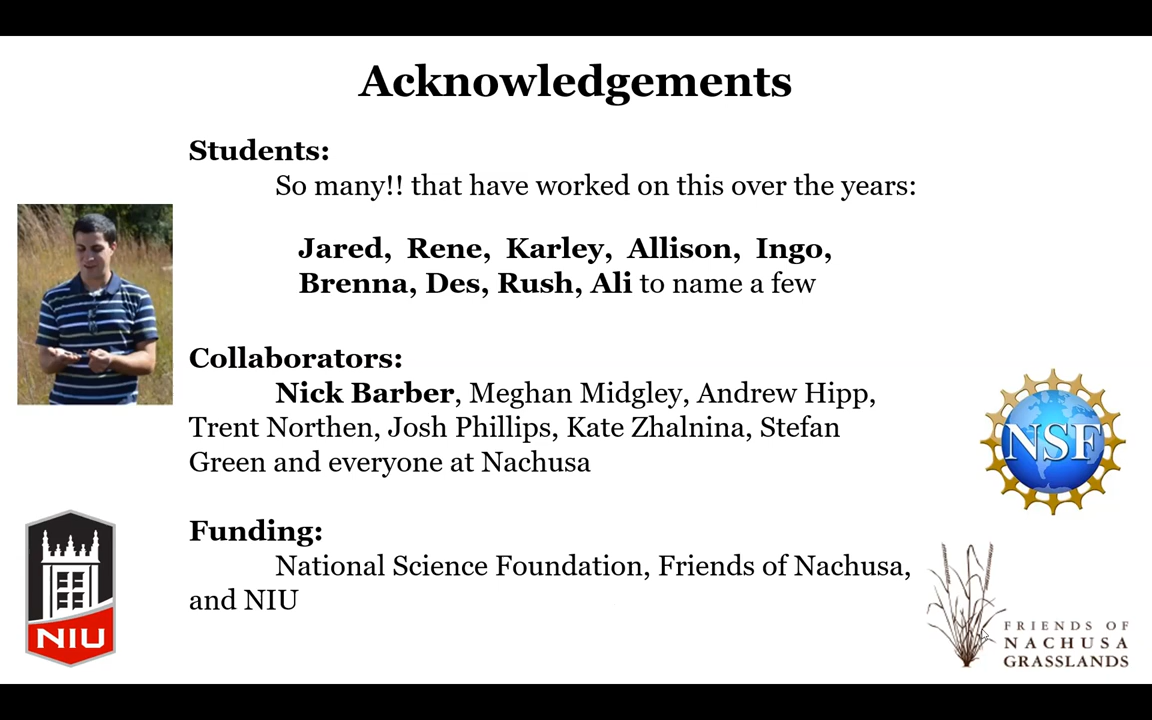 Acknowledgements
Students:
So many!! that have worked on this over the years:
Jared, Rene, Karley, Allison, Ingo,
Brenna, Des, Rush, Ali to name a few
Collaborators:
Nick Barber, Meghan Midgley, Andrew Hipp,
Trent Northen, Josh Phillips, Kate Zhalnina, Stefan
Green and everyone at Nachusa
NSF
Funding:
National Science Foundation, Friends of Nachusa,
and NIU
NIU
FRIENDS OF
NACHUSA
GRASSLANDS